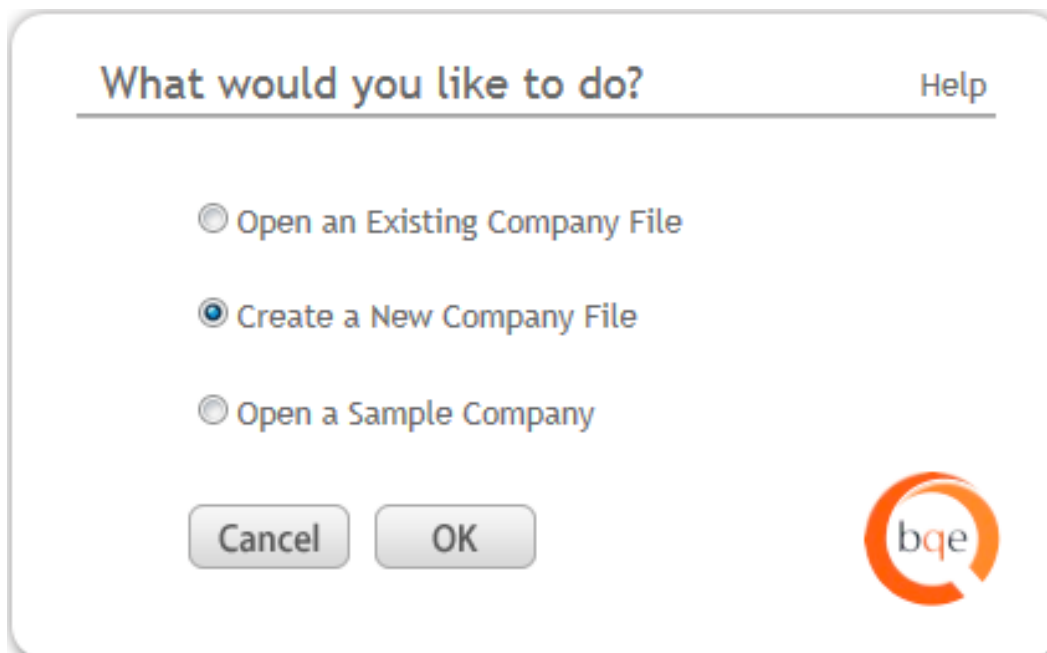 What would you like to do?
Help
Open an Existing Company File
Create a New Company File
Open a Sample Company
Cancel
OK
bqe